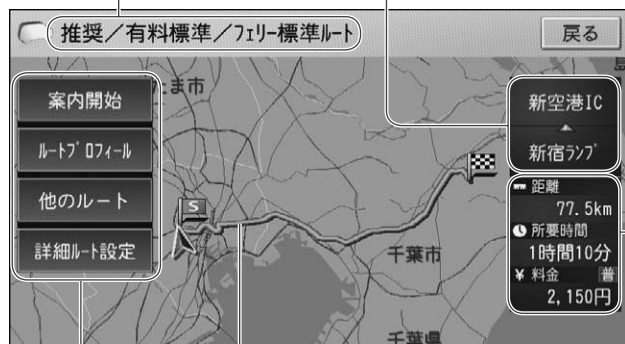 推奨／有料標準／フェリー標準ルート
戻る
案内開始
ルートプロフィール
他のルート
詳細ルート設定
たま市
新空港IC
新宿ランプ
距離
77.5km
所要時間
1時間10分
¥ 料金 普
2,150円
S
千葉市
千葉県